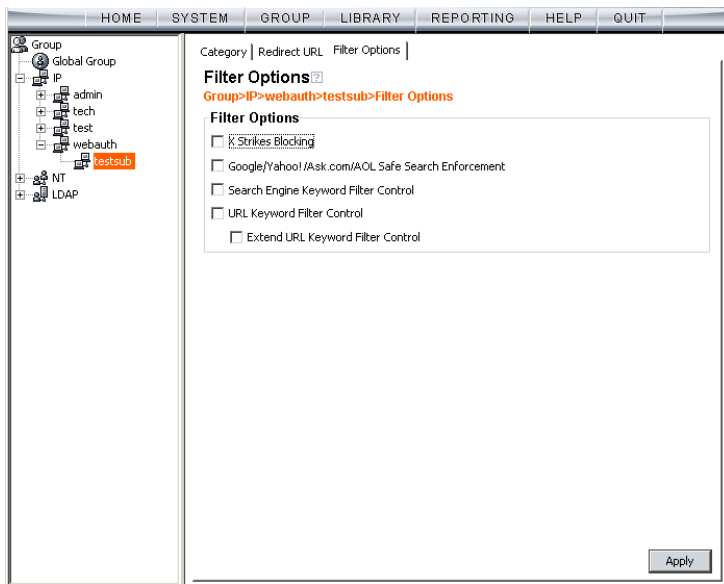 HOME SYSTEM GROUP LIBRARY REPORTING HELP QUIT
Group
Global Group
IP
admin
tech
test
webauth
testsub
NT
LDAP
Category Redirect URL Filter Options
Filter Options ?
Group>IP>webauth>testsub>Filter Options
Filter Options
X Strikes Blocking
Google/Yahoo!/Ask.com/AOL Safe Search Enforcement
Search Engine Keyword Filter Control
URL Keyword Filter Control
Extend URL Keyword Filter Control
Apply